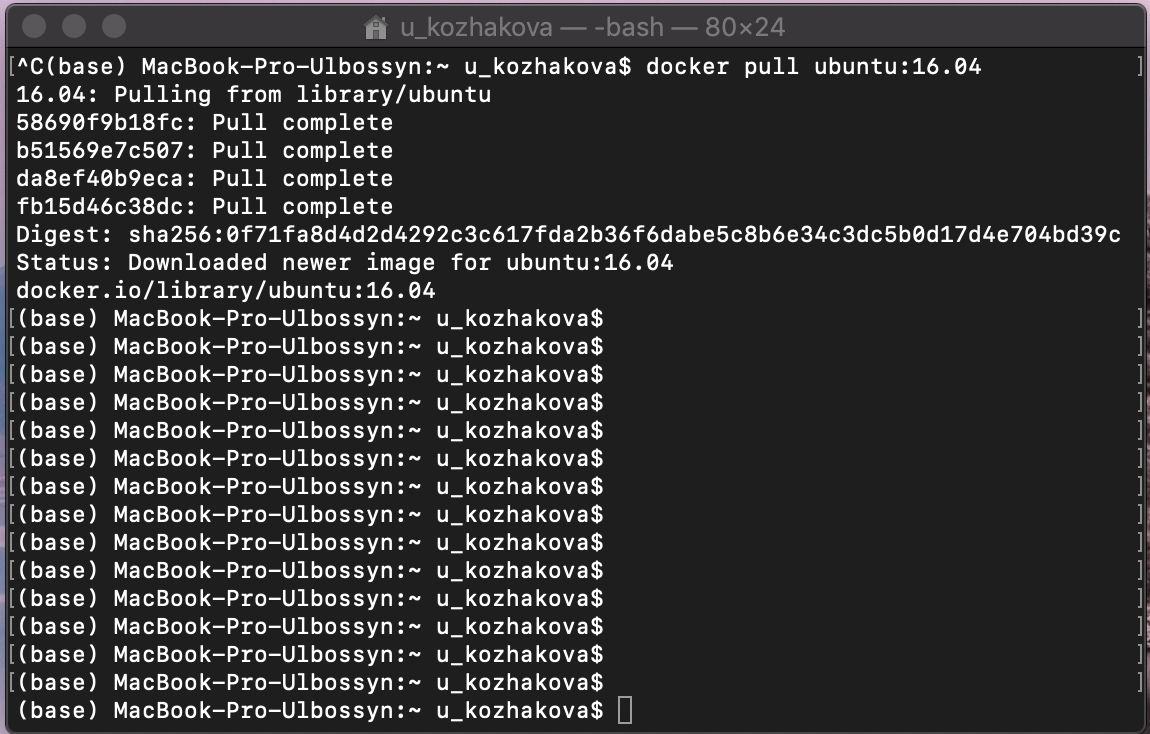 u_kozhakova — -bash — 80×24
[^C(base) MacBook-Pro-Ulbossyn:~ u_kozhakova$ docker pull ubuntu:16.04 ]
16.04: Pulling from library/ubuntu
58690f9b18fc: Pull complete
b51569e7c507: Pull complete
da8ef40b9eca: Pull complete
fb15d46c38dc: Pull complete
Digest: sha256:0f71fa8d4d2d4292c3c617fda2b36f6dabe5c8b6e34c3dc5b0d17d4e704bd39c
Status: Downloaded newer image for ubuntu:16.04
docker.io/library/ubuntu:16.04
[(base) MacBook-Pro-Ulbossyn:~ u_kozhakova$ ]
[(base) MacBook-Pro-Ulbossyn:~ u_kozhakova$ ]
[(base) MacBook-Pro-Ulbossyn:~ u_kozhakova$ ]
[(base) MacBook-Pro-Ulbossyn:~ u_kozhakova$ ]
[(base) MacBook-Pro-Ulbossyn:~ u_kozhakova$ ]
[(base) MacBook-Pro-Ulbossyn:~ u_kozhakova$ ]
[(base) MacBook-Pro-Ulbossyn:~ u_kozhakova$ ]
[(base) MacBook-Pro-Ulbossyn:~ u_kozhakova$ ]
[(base) MacBook-Pro-Ulbossyn:~ u_kozhakova$ ]
[(base) MacBook-Pro-Ulbossyn:~ u_kozhakova$ ]
[(base) MacBook-Pro-Ulbossyn:~ u_kozhakova$ ]
[(base) MacBook-Pro-Ulbossyn:~ u_kozhakova$ ]
[(base) MacBook-Pro-Ulbossyn:~ u_kozhakova$ ]
[(base) MacBook-Pro-Ulbossyn:~ u_kozhakova$ ]
(base) MacBook-Pro-Ulbossyn:~ u_kozhakova$